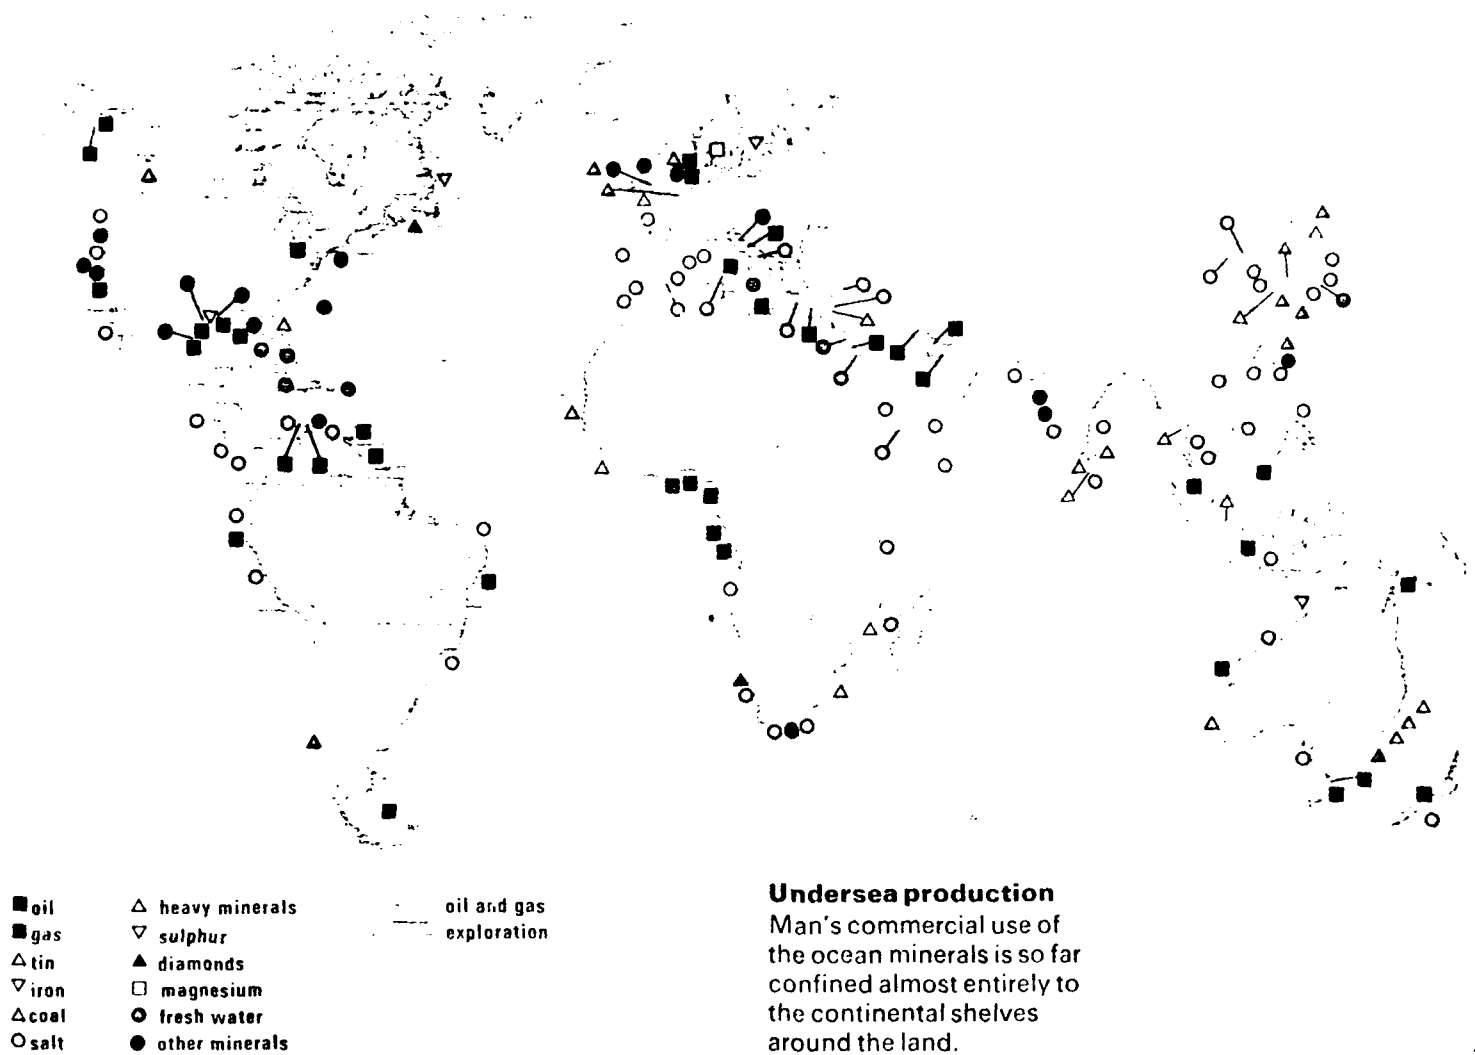 oil
gas
tin
iron
coal
salt
heavy minerals
sulphur
diamonds
magnesium
fresh water
other minerals
oil and gas
exploration
Undersea production
Man's commercial use of
the ocean minerals is so far
confined almost entirely to
the continental shelves
around the land.